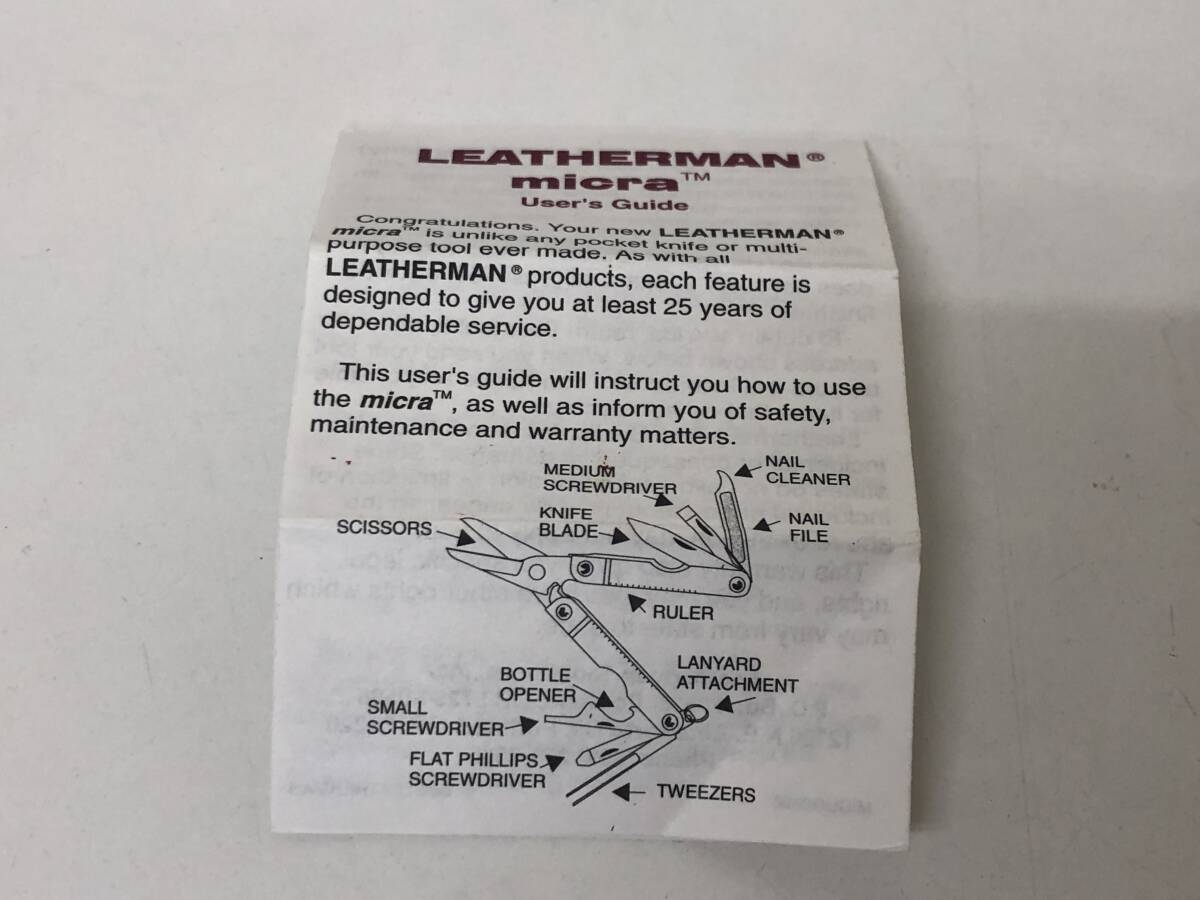 LEATHERMAN®
micra™
User's Guide
Congratulations. Your new LEATHERMAN®
micra™ is unlike any pocket knife or multi-
purpose tool ever made. As with all
LEATHERMAN® products, each feature is
designed to give you at least 25 years of
dependable service.
This user's guide will instruct you how to use
the micra™, as well as inform you of safety,
maintenance and warranty matters.
NAIL
CLEANER
MEDIUM
SCREWDRIVER
KNIFE
BLADE
NAIL
FILE
SCISSORS
RULER
LANYARD
ATTACHMENT
BOTTLE
OPENER
SMALL
SCREWDRIVER
FLAT PHILLIPS
SCREWDRIVER
TWEEZERS